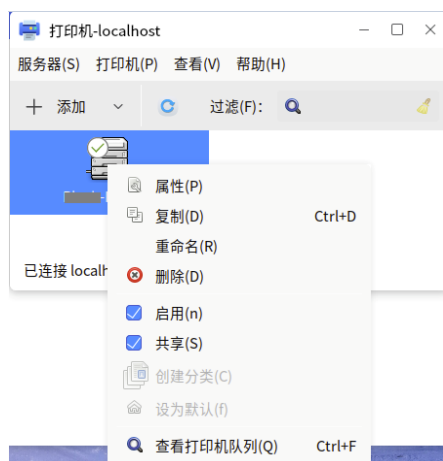 打印机-localhost
服务器(S) 打印机(P) 查看(V) 帮助(H)
添加 过滤(F):
属性(P)
复制(D) Ctrl+D
重命名(R)
已连接 localh
删除(D)
启用(n)
共享(S)
创建分类(C)
设为默认(f)
查看打印机队列(Q) Ctrl+F